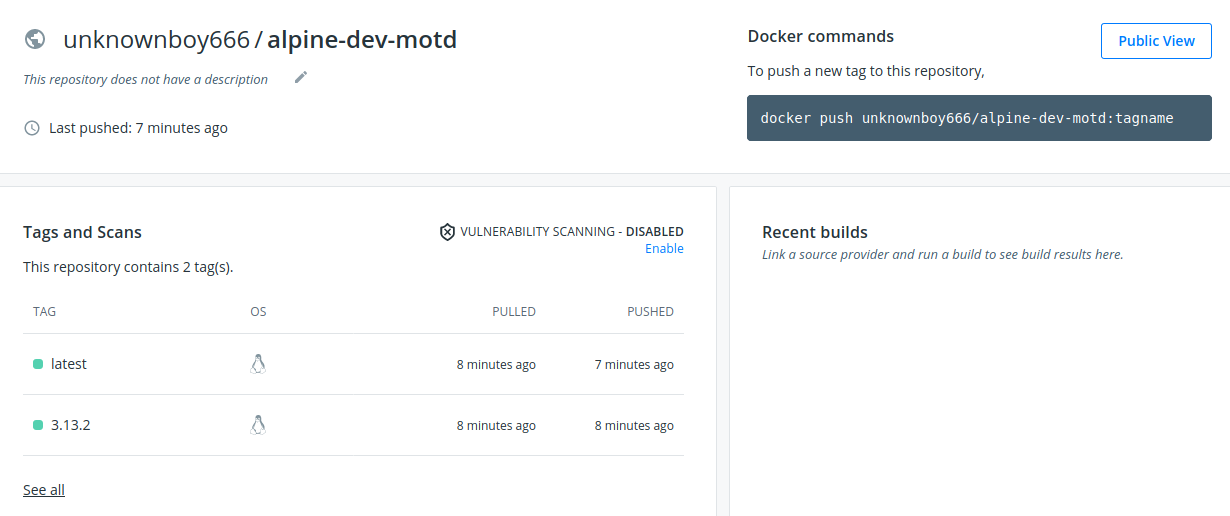 unknownboy666 / alpine-dev-motd
This repository does not have a description
Last pushed: 7 minutes ago
Docker commands
Public View
To push a new tag to this repository,
docker push unknownboy666/alpine-dev-motd:tagname
Tags and Scans
VULNERABILITY SCANNING - DISABLED
Enable
This repository contains 2 tag(s).
TAG OS PULLED PUSHED
latest 8 minutes ago 7 minutes ago
3.13.2 8 minutes ago 8 minutes ago
See all
Recent builds
Link a source provider and run a build to see build results here.